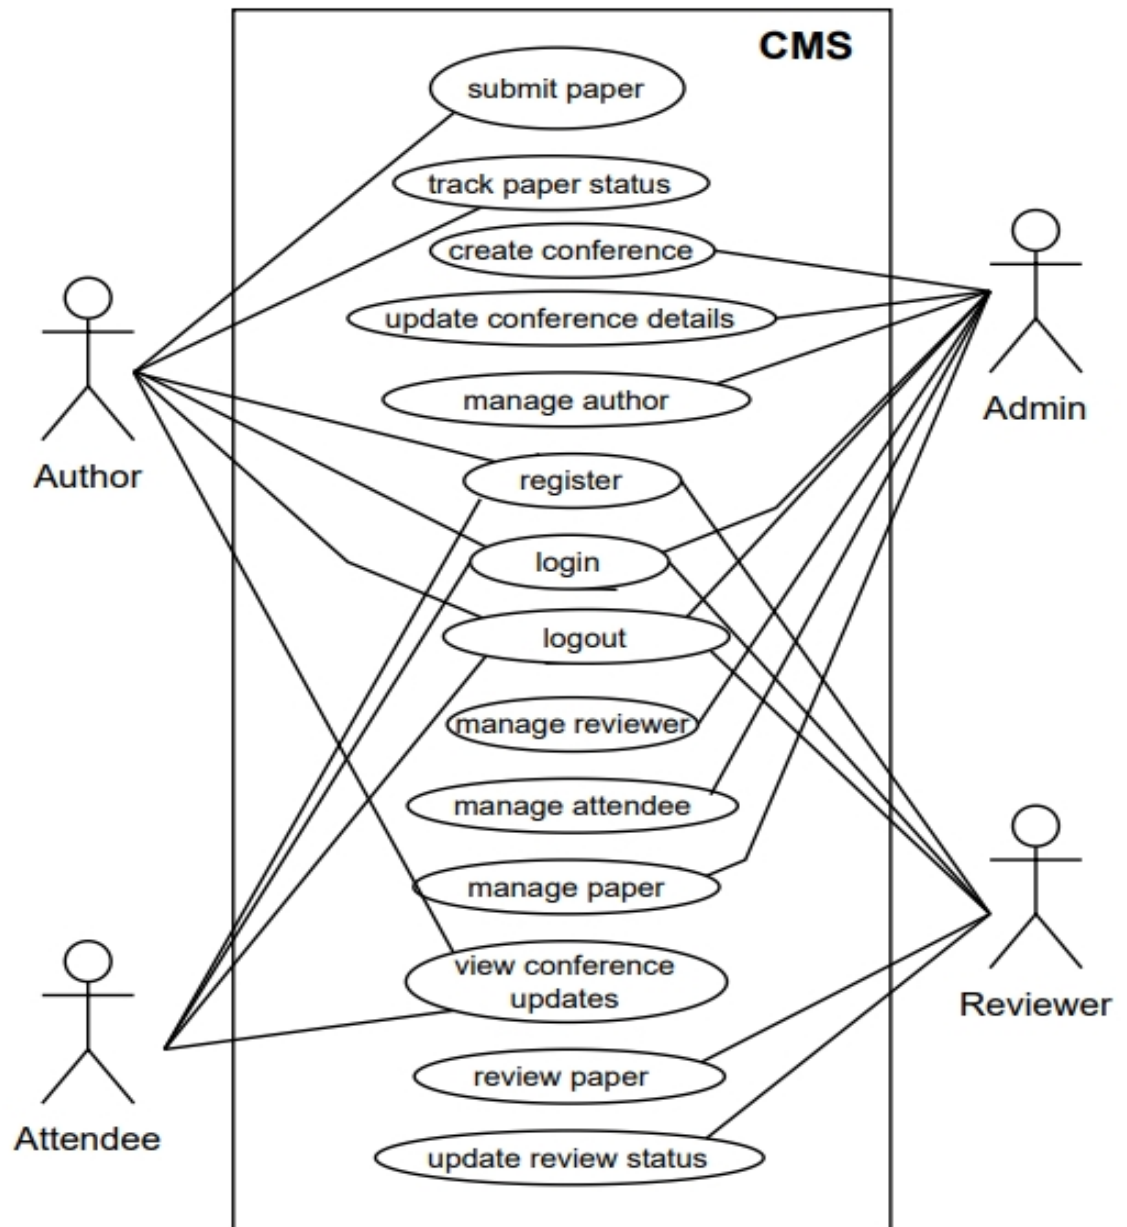 CMS
submit paper
track paper status
create conference
update conference details
manage author
Admin
Author
register
login
logout
manage reviewer
manage attendee
manage paper
view conference
updates
Reviewer
review paper
Attendee
update review status